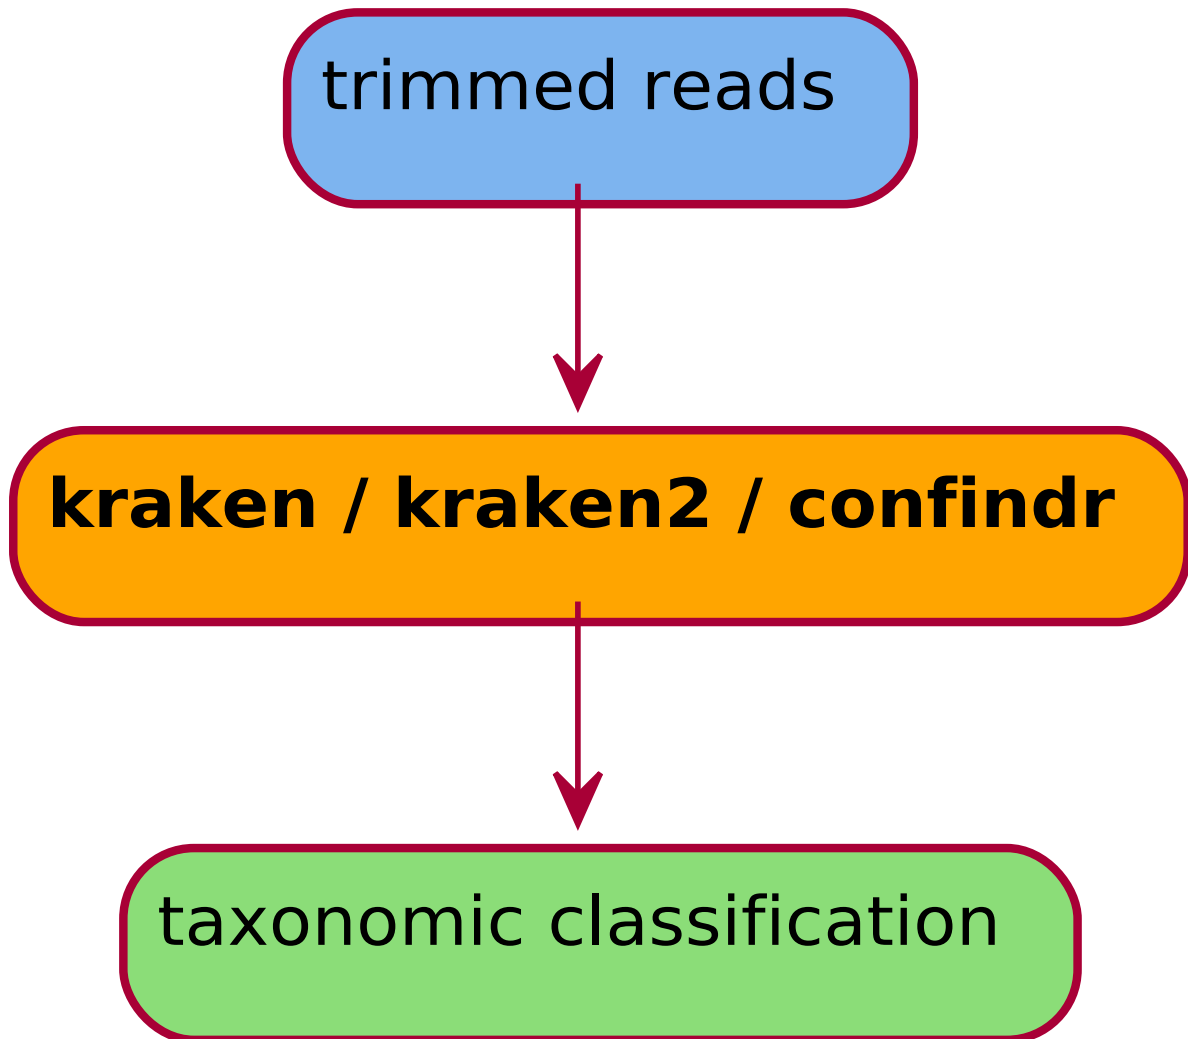 trimmed reads
kraken / kraken2 / confindr
taxonomic classification